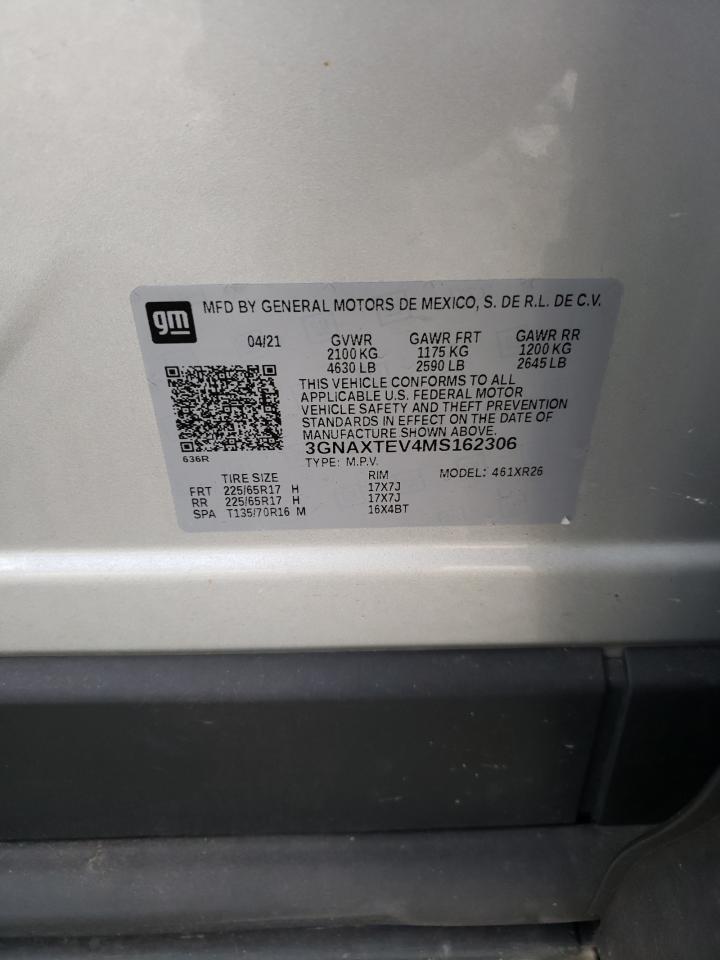 gm MFD BY GENERAL MOTORS DE MEXICO, S. DE R.L. DE C.V.
04/21 GVWR GAWR FRT GAWR RR
2100 KG 1175 KG 1200 KG
4630 LB 2590 LB 2645 LB
THIS VEHICLE CONFORMS TO ALL
APPLICABLE U.S. FEDERAL MOTOR
VEHICLE SAFETY AND THEFT PREVENTION
STANDARDS IN EFFECT ON THE DATE OF
MANUFACTURE SHOWN ABOVE.
3GNAXTEV4MS162306
636R
TYPE: M.P.V. MODEL: 461XR26
TIRE SIZE RIM
FRT 225/65R17 H 17X7J
RR 225/65R17 H 17X7J
SPA T135/70R16 M 16X4BT